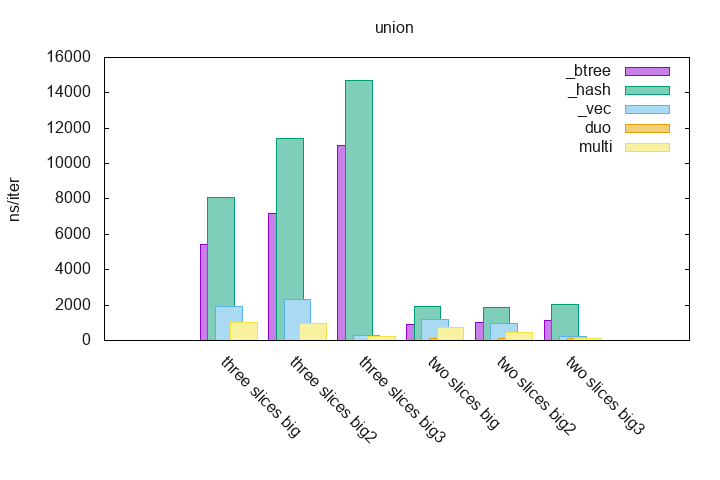 union
ns/iter
16000
14000
12000
10000
8000
6000
4000
2000
0
_btree
_hash
_vec
duo
multi
three slices big
three slices big2
three slices big3
two slices big
two slices big2
two slices big3